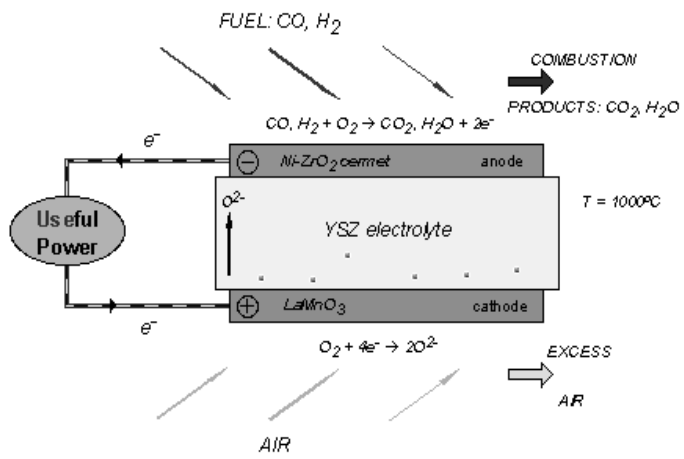 FUEL: CO, H₂
COMBUSTION
PRODUCTS: CO₂, H₂O
CO, H₂ + O₂ → CO₂, H₂O + 2e⁻
e⁻
− Ni-ZrO₂ cermet anode
O²⁻
T = 1000ºC
Useful
Power
YSZ electrolyte
+ LaMnO₃ cathode
e⁻
O₂ + 4e⁻ → 2O²⁻
EXCESS
AIR
AIR